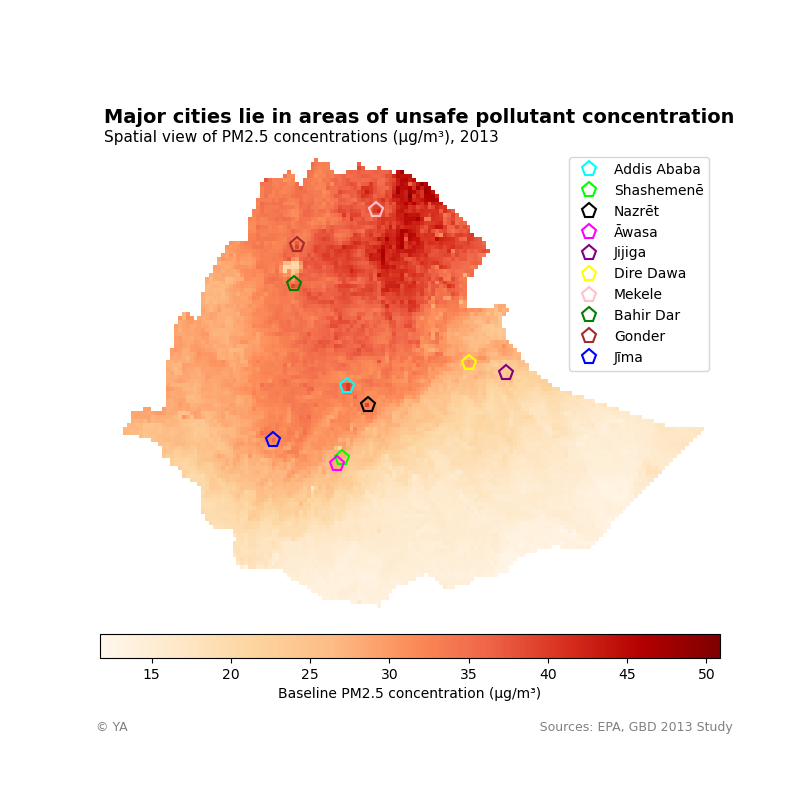 Major cities lie in areas of unsafe pollutant concentration
Spatial view of PM2.5 concentrations (μg/m³), 2013
Addis Ababa
Shashemenē
Nazrēt
Āwasa
Jijiga
Dire Dawa
Mekele
Bahir Dar
Gonder
Jīma
15 20 25 30 35 40 45 50
Baseline PM2.5 concentration (μg/m³)
© YA
Sources: EPA, GBD 2013 Study